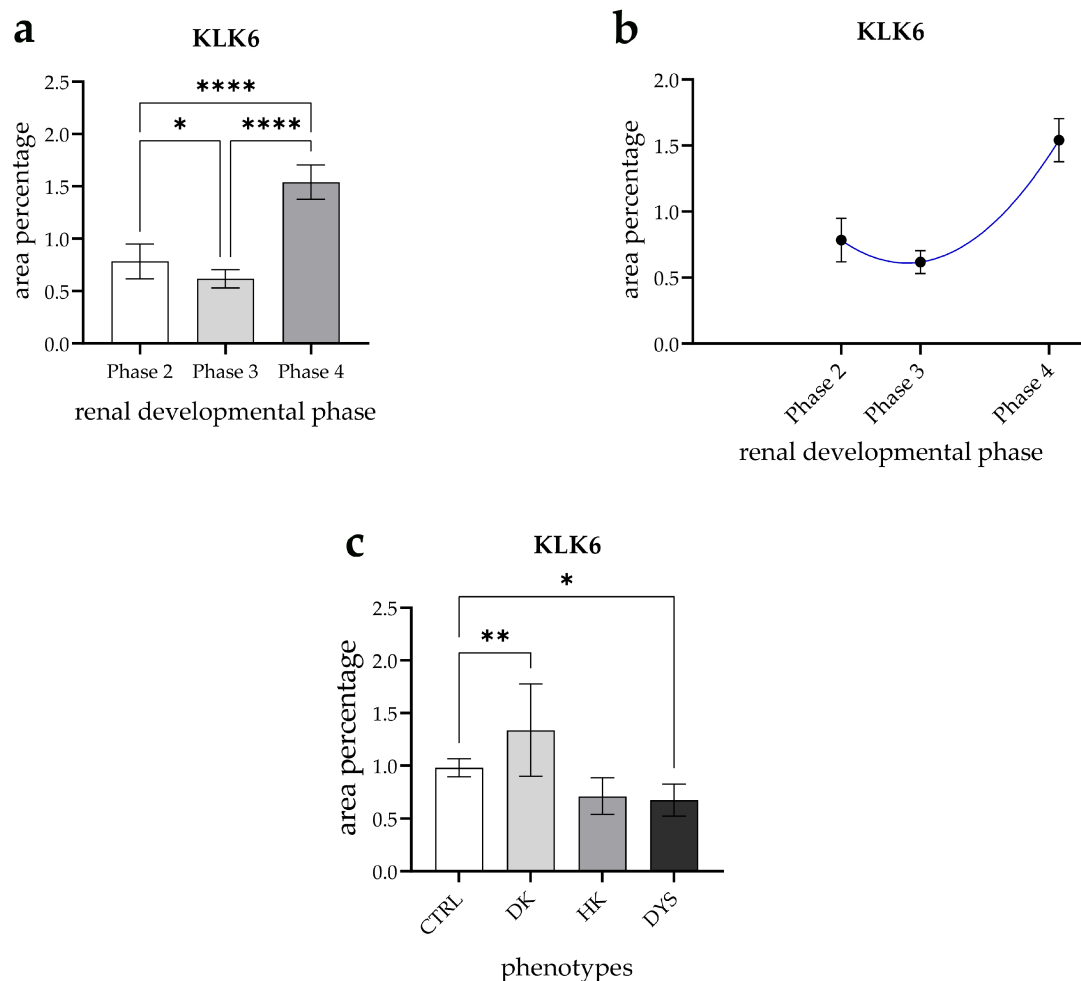 a
KLK6
2.5
2.0
1.5
1.0
0.5
0.0
area percentage
****
*
****
Phase 2 Phase 3 Phase 4
renal developmental phase
b
KLK6
2.0
1.5
1.0
0.5
0.0
area percentage
Phase 2
Phase 3
Phase 4
renal developmental phase
c
KLK6
2.5
2.0
1.5
1.0
0.5
0.0
area percentage
*
**
CTRL
DK
HK
DYS
phenotypes